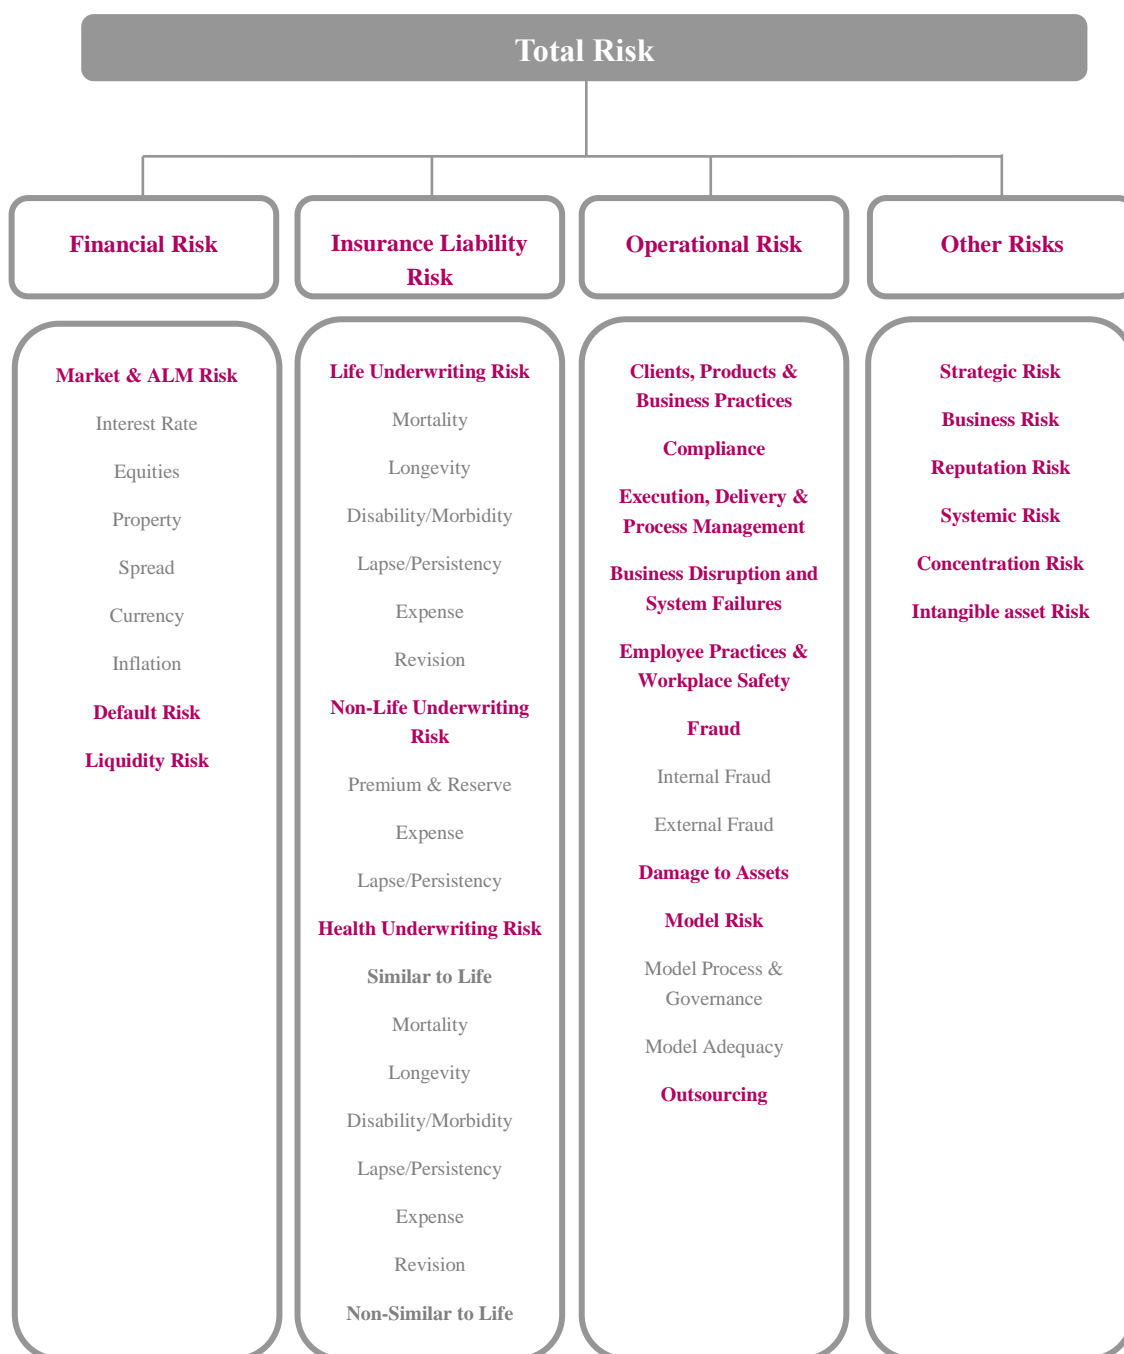 Total Risk
Financial Risk
Insurance Liability
Risk
Operational Risk
Other Risks
Market & ALM Risk
Interest Rate
Equities
Property
Spread
Currency
Inflation
Default Risk
Liquidity Risk
Life Underwriting Risk
Mortality
Longevity
Disability/Morbidity
Lapse/Persistency
Expense
Revision
Non-Life Underwriting
Risk
Premium & Reserve
Expense
Lapse/Persistency
Health Underwriting Risk
Similar to Life
Mortality
Longevity
Disability/Morbidity
Lapse/Persistency
Expense
Revision
Non-Similar to Life
Clients, Products &
Business Practices
Compliance
Execution, Delivery &
Process Management
Business Disruption and
System Failures
Employee Practices &
Workplace Safety
Fraud
Internal Fraud
External Fraud
Damage to Assets
Model Risk
Model Process &
Governance
Model Adequacy
Outsourcing
Strategic Risk
Business Risk
Reputation Risk
Systemic Risk
Concentration Risk
Intangible asset Risk